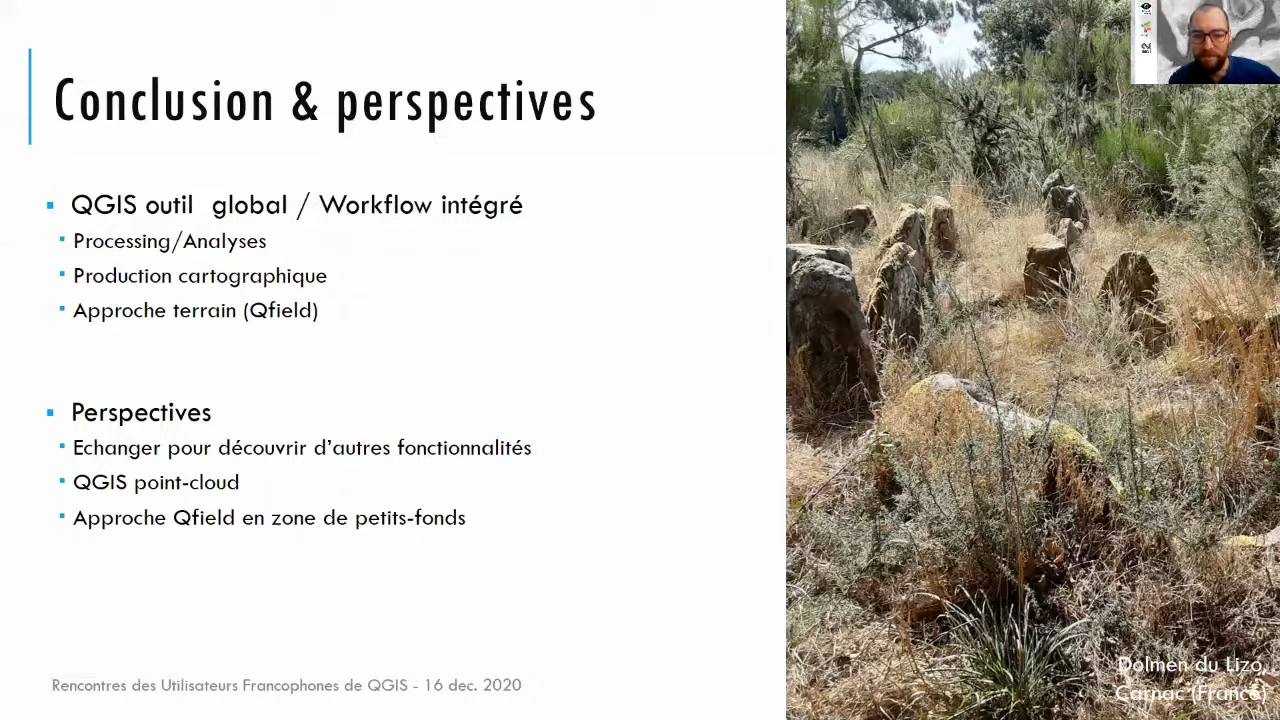 Conclusion & perspectives
QGIS outil global / Workflow intégré
Processing/Analyses
Production cartographique
Approche terrain (Qfield)
Perspectives
Echanger pour découvrir d'autres fonctionnalités
QGIS point-cloud
Approche Qfield en zone de petits-fonds
Rencontres des Utilisateurs Francophones de QGIS - 16 dec. 2020
Dolmen du Lizo,
Carnac (France)